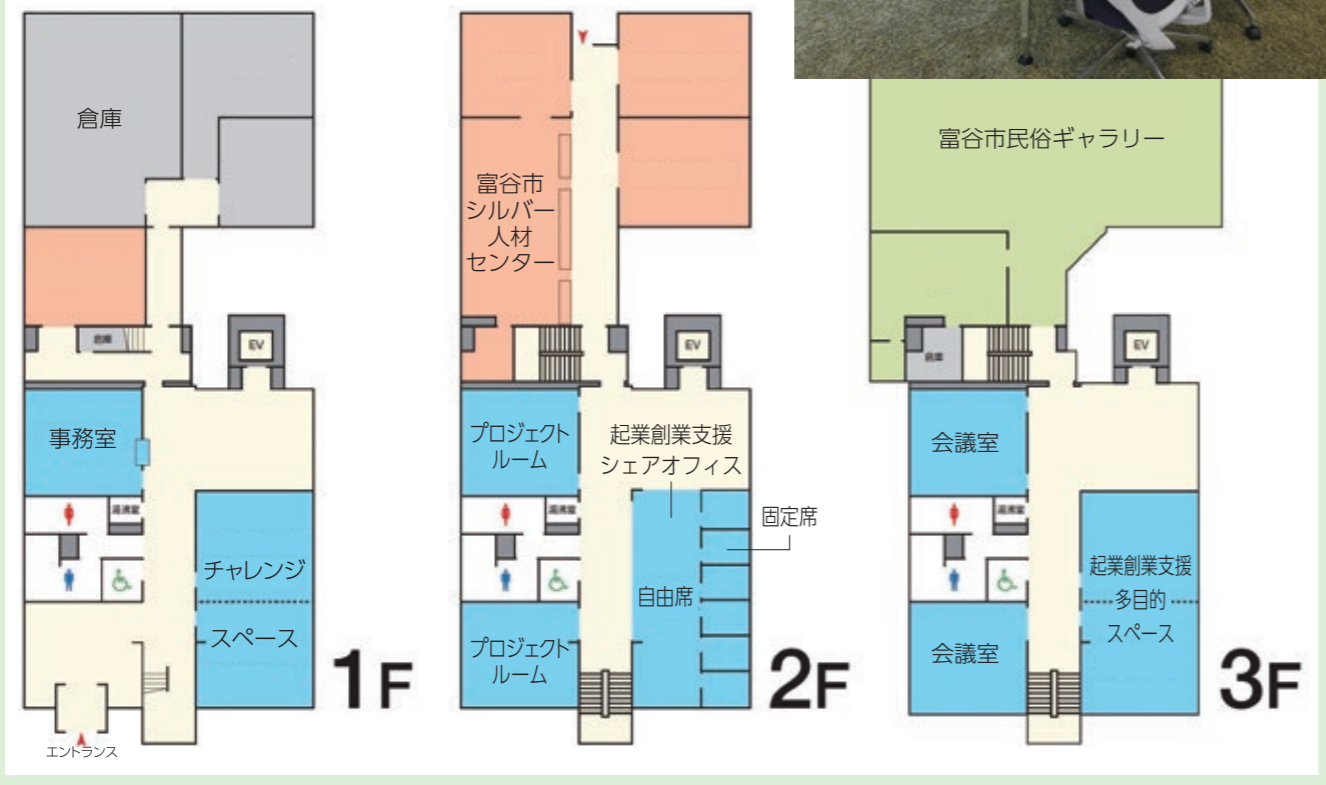 倉庫
倉庫
EV
事務室
湯沸室
チャレンジ
スペース
エントランス
1F
富谷市
シルバー
人材
センター
EV
プロジェクト
ルーム
起業創業支援
シェアオフィス
湯沸室
固定席
自由席
プロジェクト
ルーム
2F
富谷市民俗ギャラリー
倉庫
EV
会議室
湯沸室
起業創業支援
多目的
スペース
会議室
3F